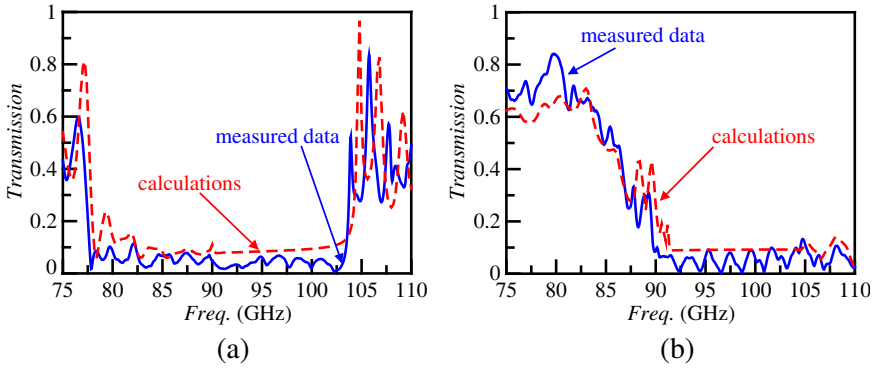 1
0.8
0.6
0.4
0.2
0
Transmission
measured data
calculations
75 80 85 90 95 100 105 110
Freq. (GHz)
(a)
1
0.8
0.6
0.4
0.2
0
Transmission
measured data
calculations
75 80 85 90 95 100 105 110
Freq. (GHz)
(b)